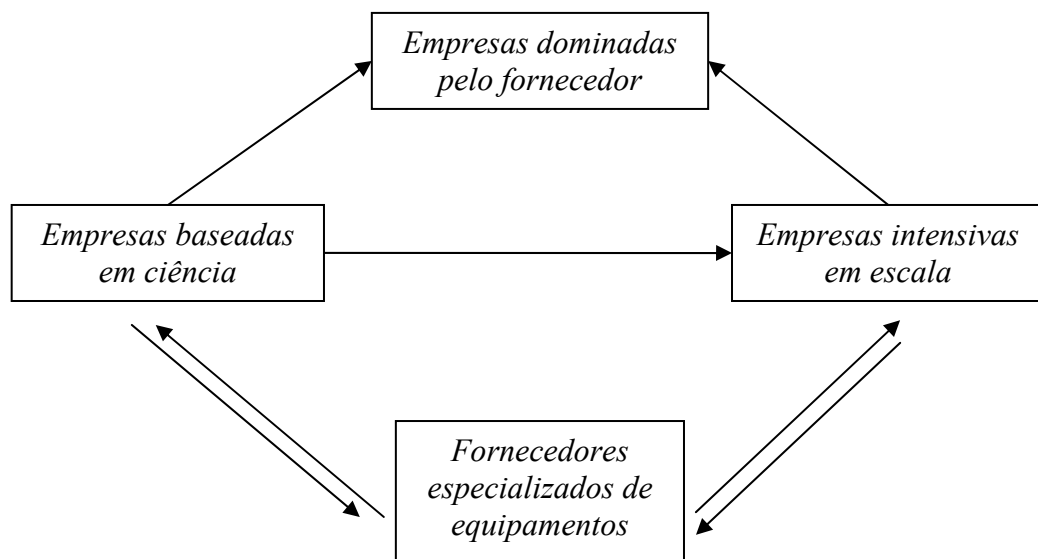 Empresas dominadas
pelo fornecedor
Empresas baseadas
em ciência
Empresas intensivas
em escala
Fornecedores
especializados de
equipamentos